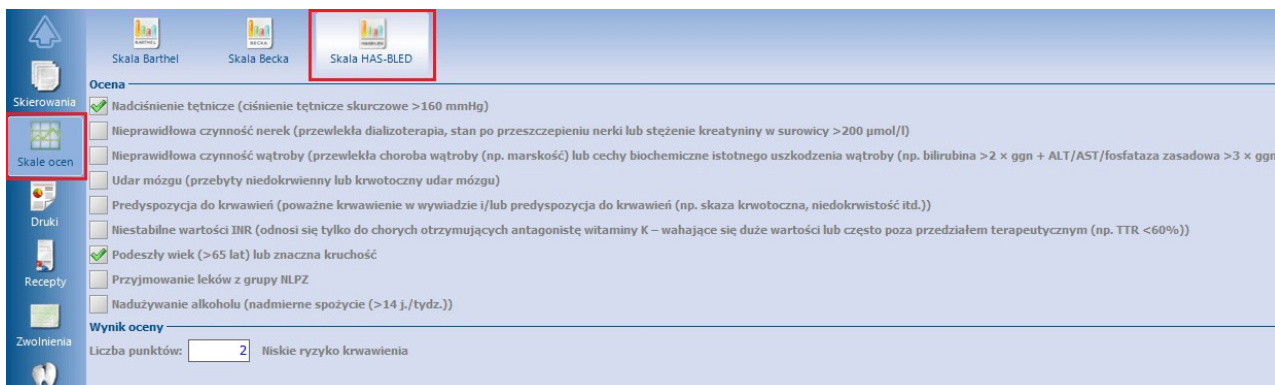 Skala Barthel
Skala Becka
Skala HAS-BLED
Skierowania
Skale ocen
Druki
Recepty
Zwolnienia
Ocena
Nadciśnienie tętnicze (ciśnienie tętnicze skurczowe >160 mmHg)
Nieprawidłowa czynność nerek (przewlekła dializoterapia, stan po przeszczepieniu nerki lub stężenie kreatyniny w surowicy >200 µmol/l)
Nieprawidłowa czynność wątroby (przewlekła choroba wątroby (np. marskość) lub cechy biochemiczne istotnego uszkodzenia wątroby (np. bilirubina >2 × ggn + ALT/AST/fosfataza zasadowa >3 × ggn
Udar mózgu (przebyty niedokrwienny lub krwotoczny udar mózgu)
Predyspozycja do krwawień (poważne krwawienie w wywiadzie i/lub predyspozycja do krwawień (np. skaza krwotoczna, niedokrwistość itd.))
Niestabilne wartości INR (odnosi się tylko do chorych otrzymujących antagonistę witaminy K – wahające się duże wartości lub często poza przedziałem terapeutycznym (np. TTR <60%))
Podeszły wiek (>65 lat) lub znaczna kruchość
Przyjmowanie leków z grupy NLPZ
Nadużywanie alkoholu (nadmierne spożycie (>14 j./tydz.))
Wynik oceny
Liczba punktów: 2 Niskie ryzyko krwawienia